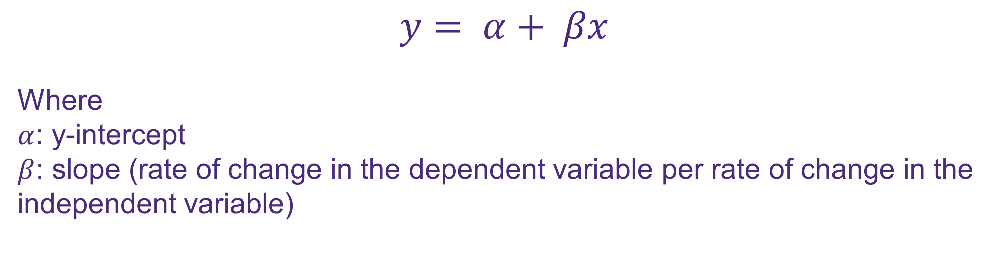 y = α + βx
Where
α: y-intercept
β: slope (rate of change in the dependent variable per rate of change in the
independent variable)